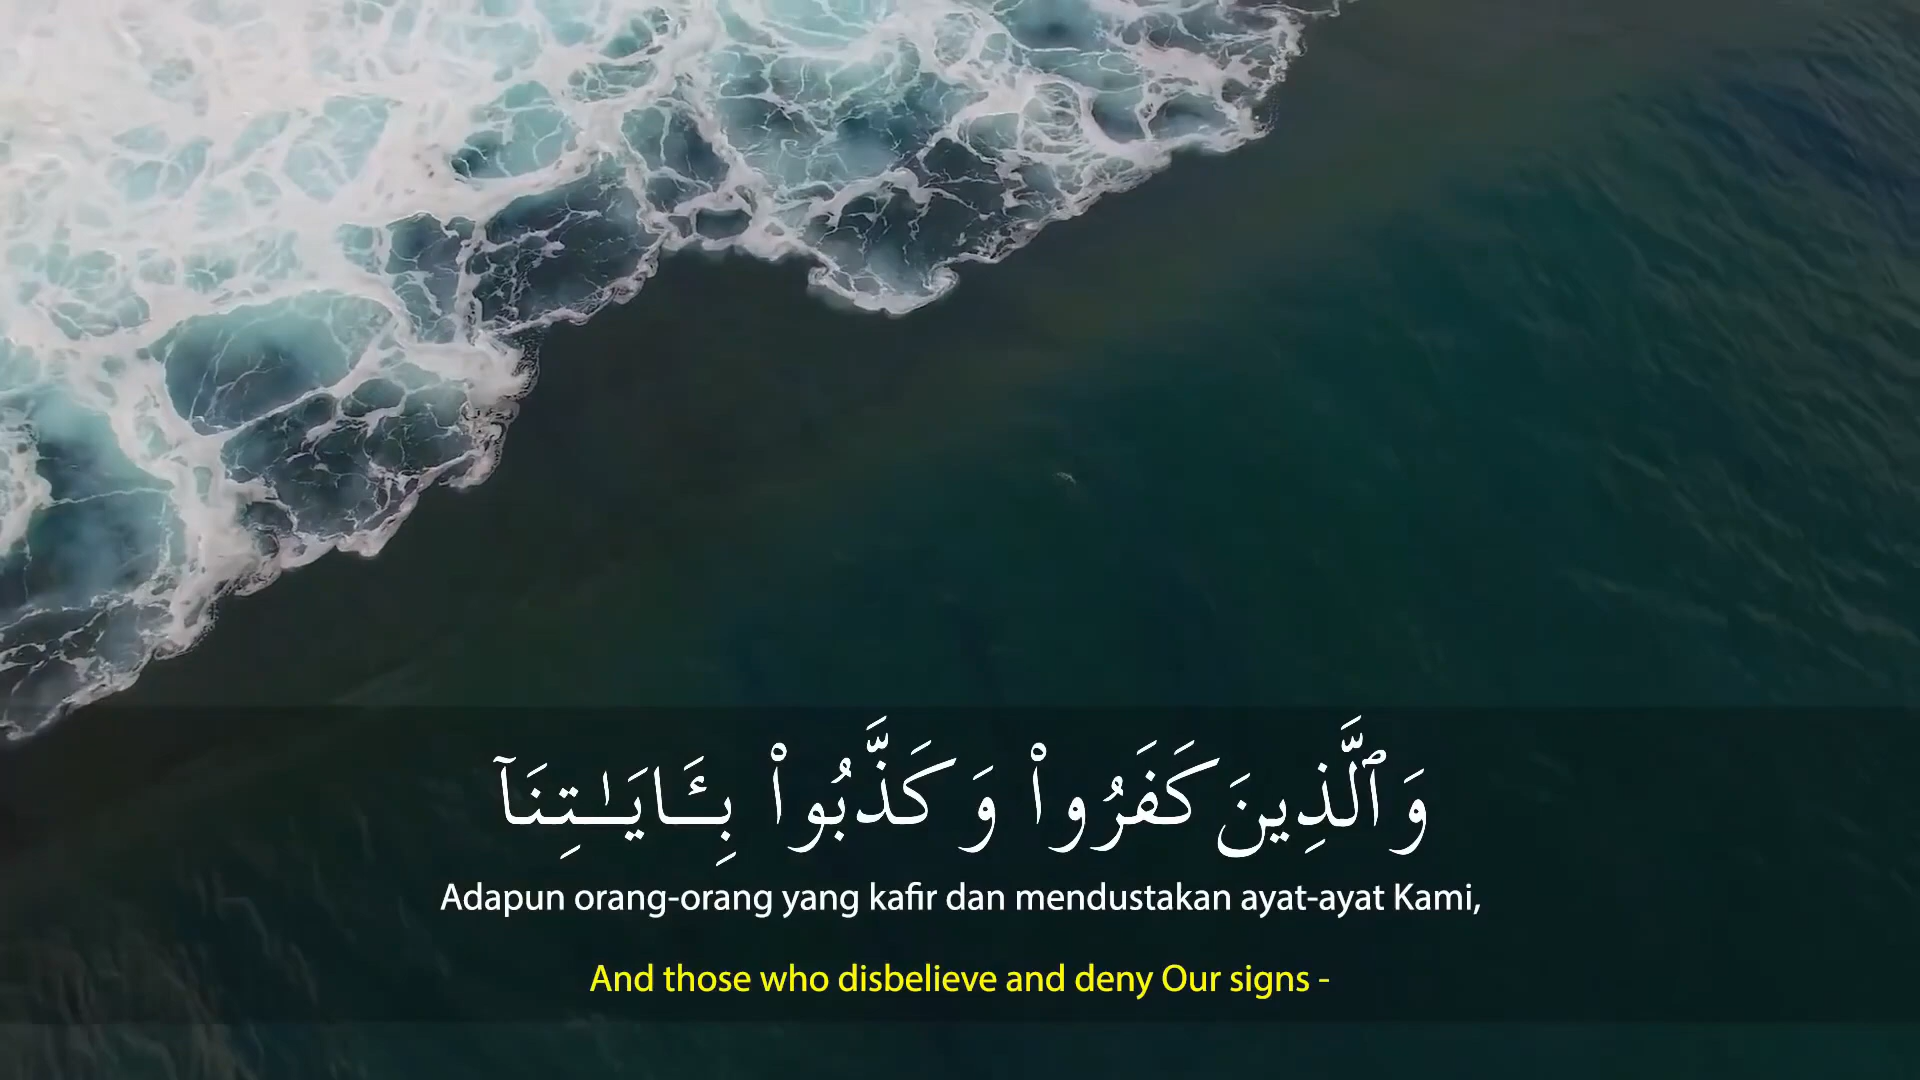 وَٱلَّذِينَ كَفَرُوا۟ وَكَذَّبُوا۟ بِـَٔايَـٰتِنَآ
Adapun orang-orang yang kafir dan mendustakan ayat-ayat Kami,
And those who disbelieve and deny Our signs -